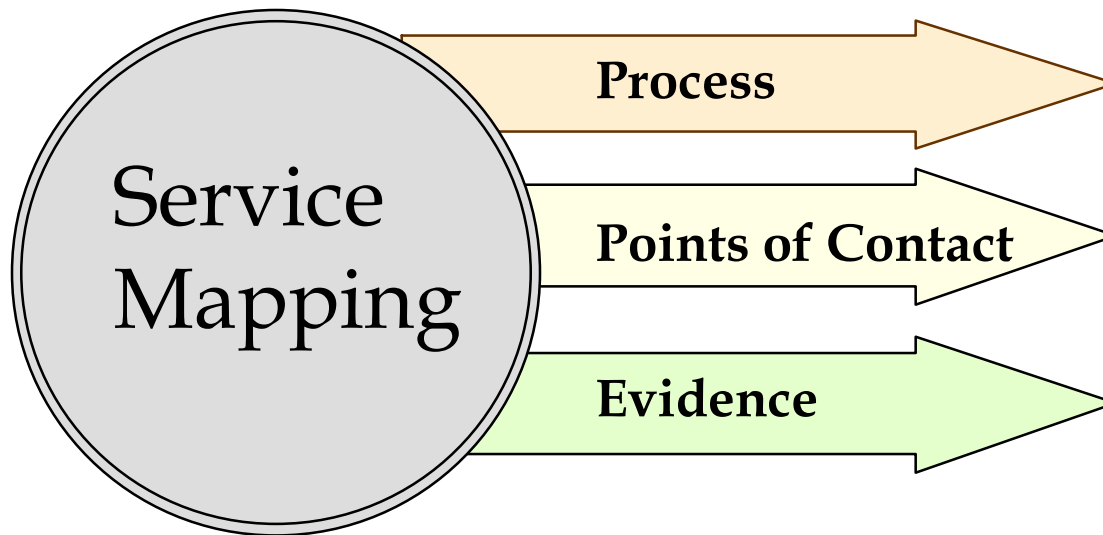 Service
Mapping
Process
Points of Contact
Evidence